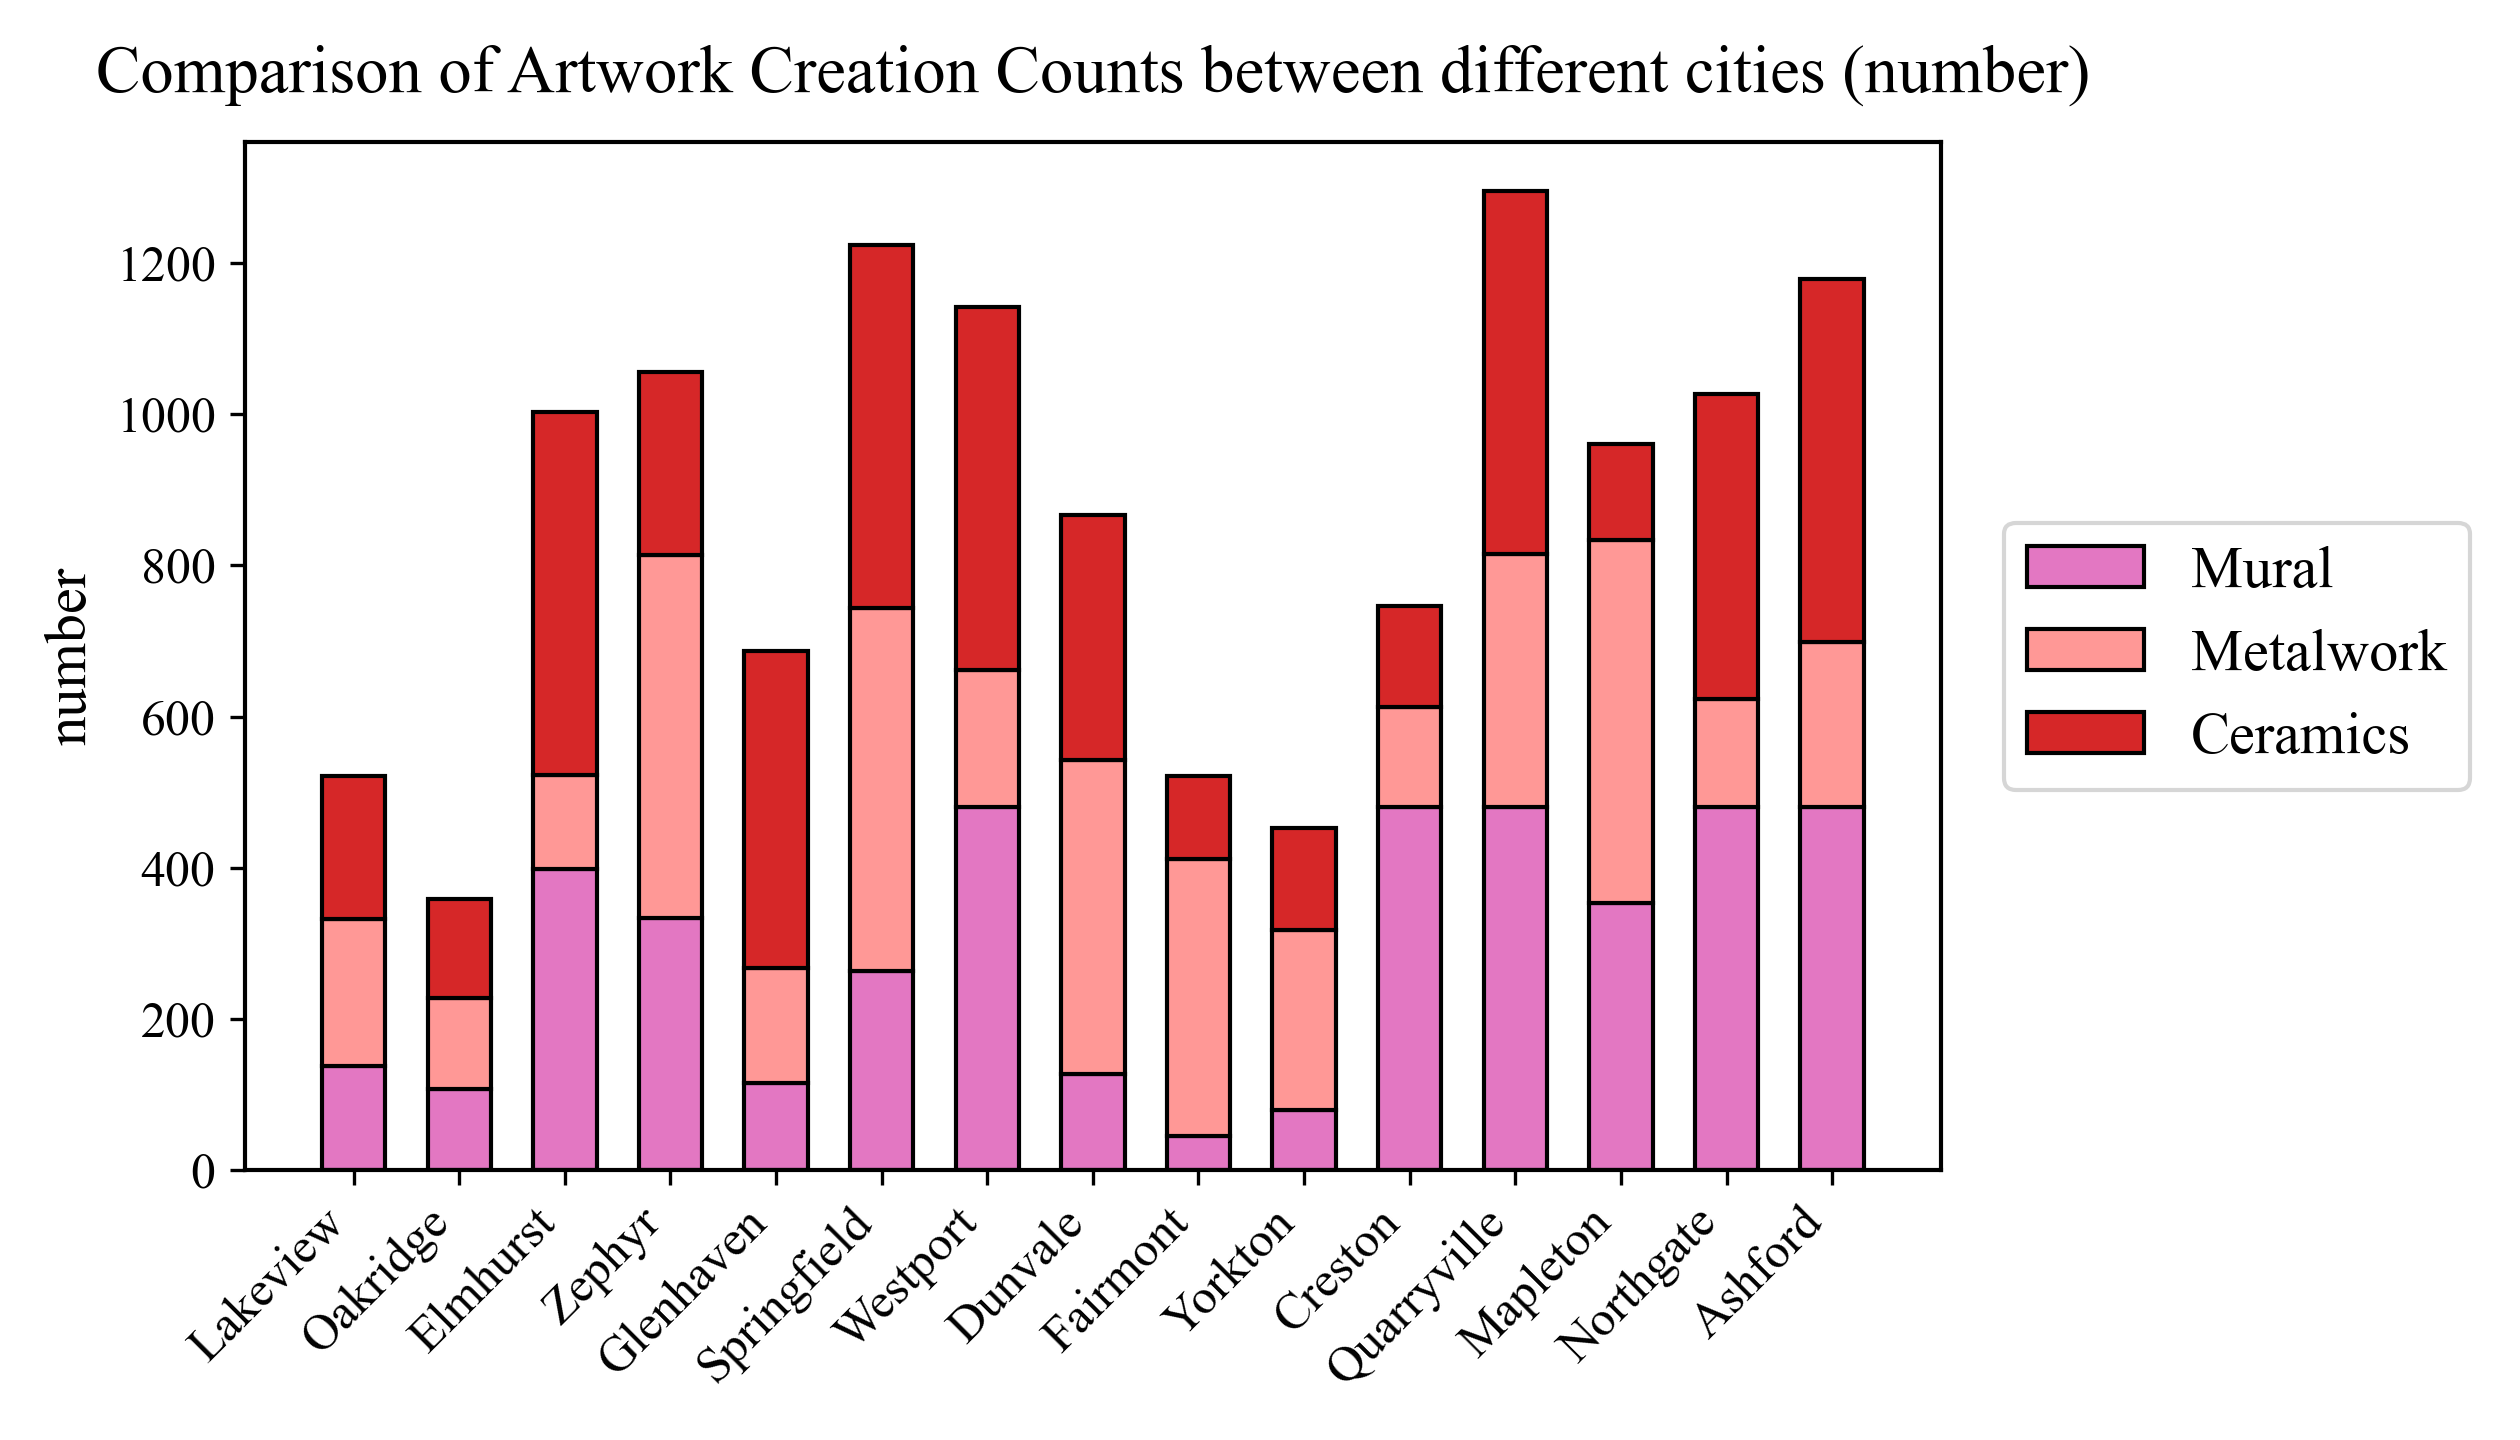 Comparison of Artwork Creation Counts between different cities (number)
number
1200
1000
800
600
400
200
0
Lakeview
Oakridge
Elmhurst
Zephyr
Glenhaven
Springfield
Westport
Dunvale
Fairmont
Yorkton
Creston
Quarryville
Mapleton
Northgate
Ashford
Mural
Metalwork
Ceramics